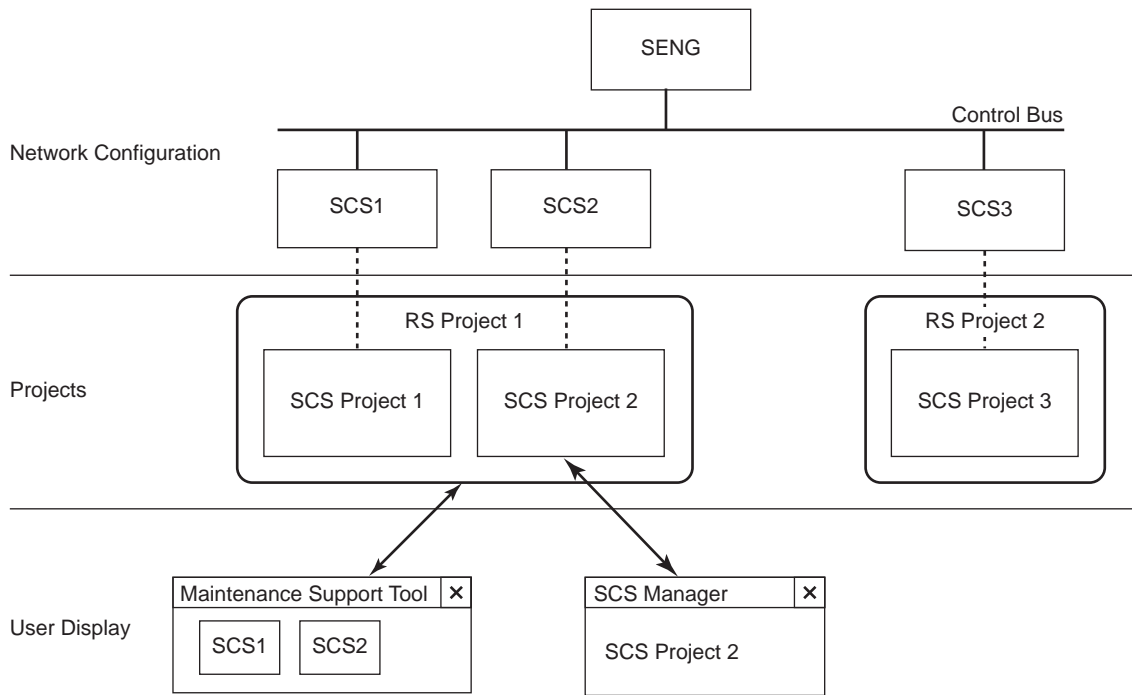 SENG
Control Bus
Network Configuration
SCS1
SCS2
SCS3
RS Project 1
RS Project 2
Projects
SCS Project 1
SCS Project 2
SCS Project 3
Maintenance Support Tool
SCS Manager
User Display
SCS1
SCS2
SCS Project 2